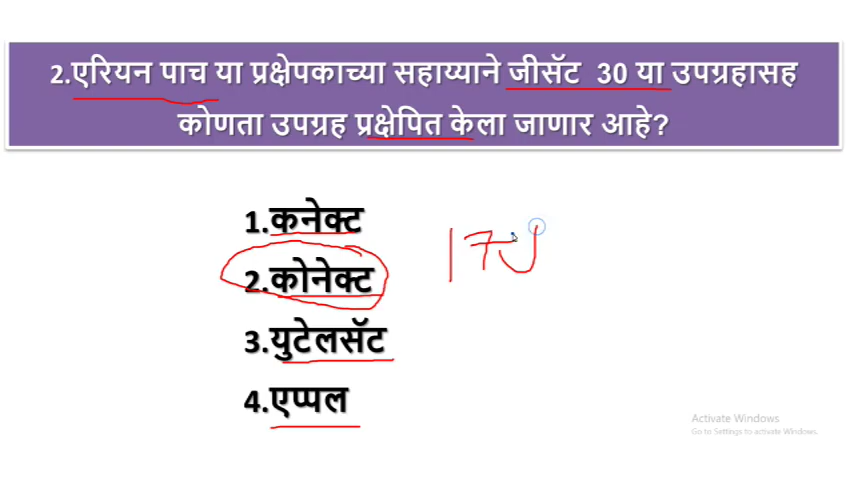 2.एरियन पाच या प्रक्षेपकाच्या सहाय्याने जीसॅट 30 या उपग्रहासह
कोणता उपग्रह प्रक्षेपित केला जाणार आहे?
1.कनेक्ट
2.कोनेक्ट
3.युटेलसॅट
4.एप्पल
Activate Windows
Go to Settings to activate Windows.